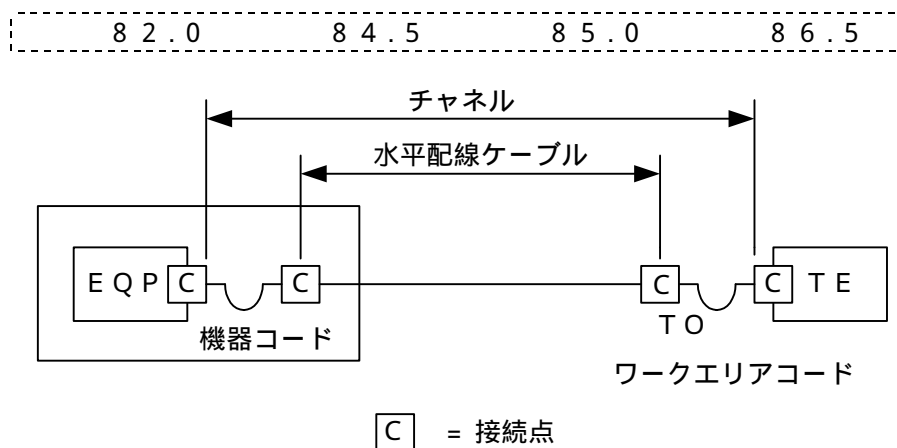 82.0 84.5 85.0 86.5
チャネル
水平配線ケーブル
EQP C C C C TE
TO
機器コード
ワークエリアコード
C = 接続点